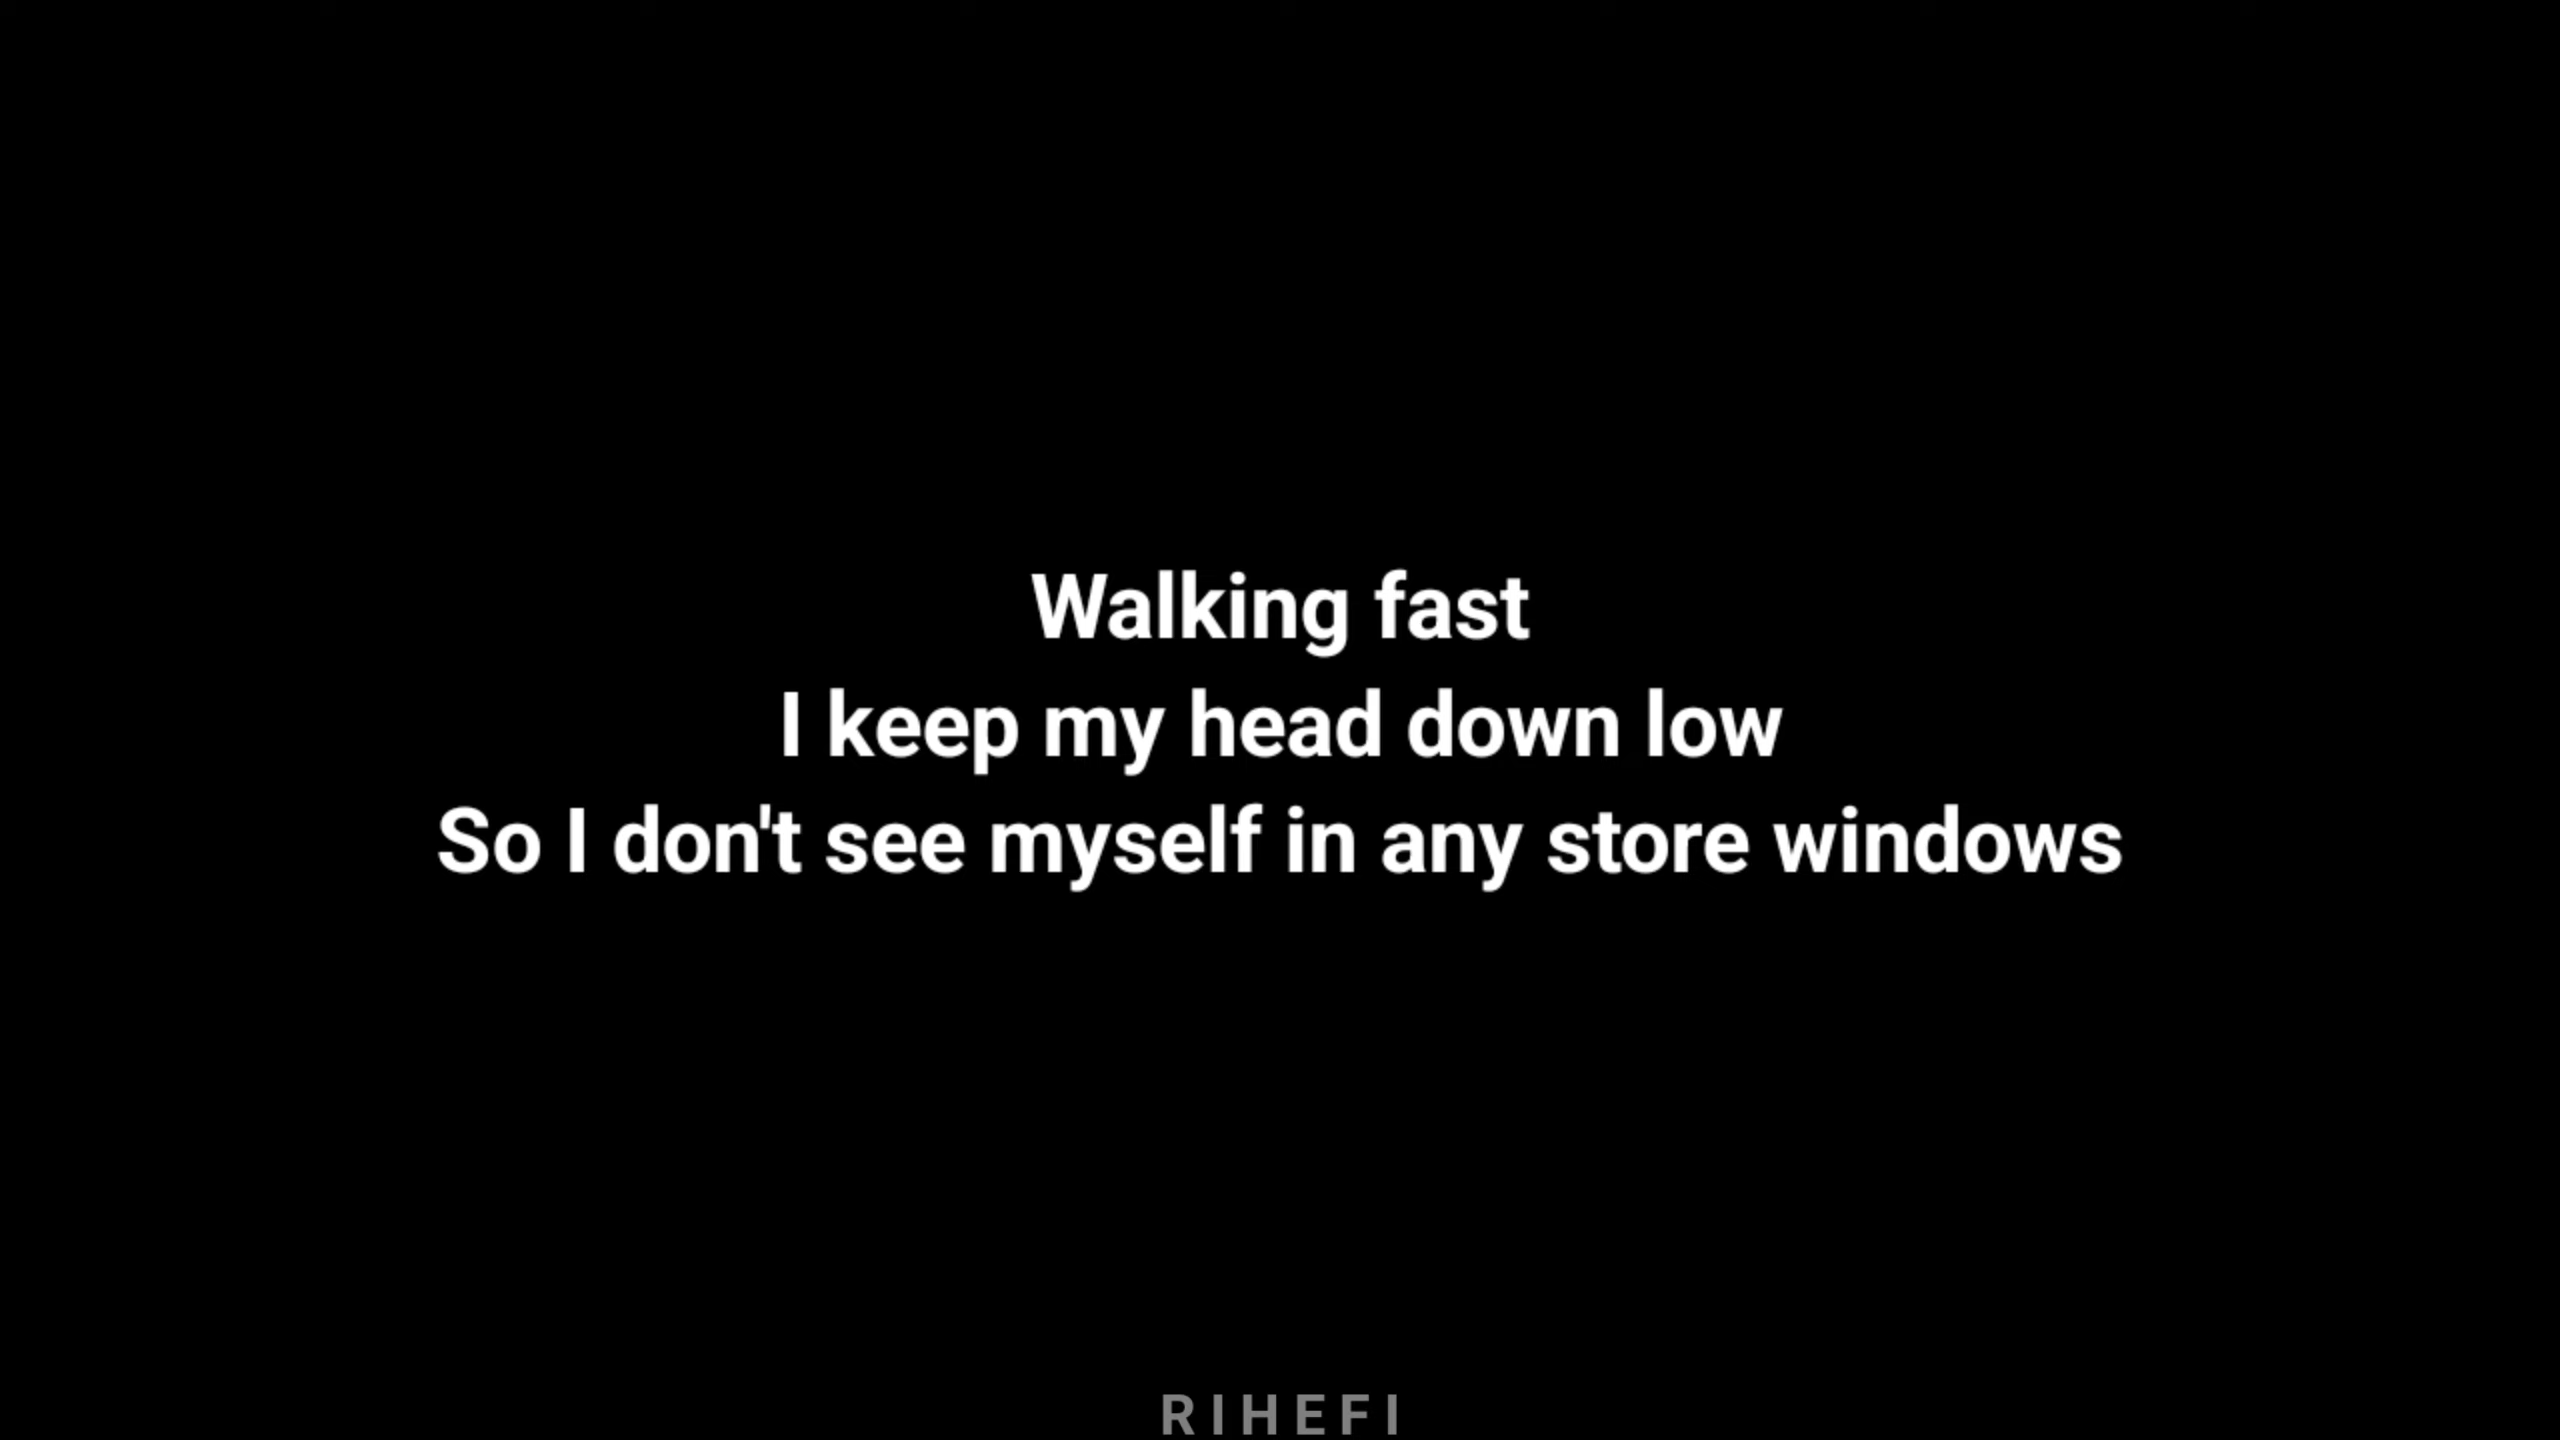 Walking fast
I keep my head down low
So I don't see myself in any store windows
RIHEFI